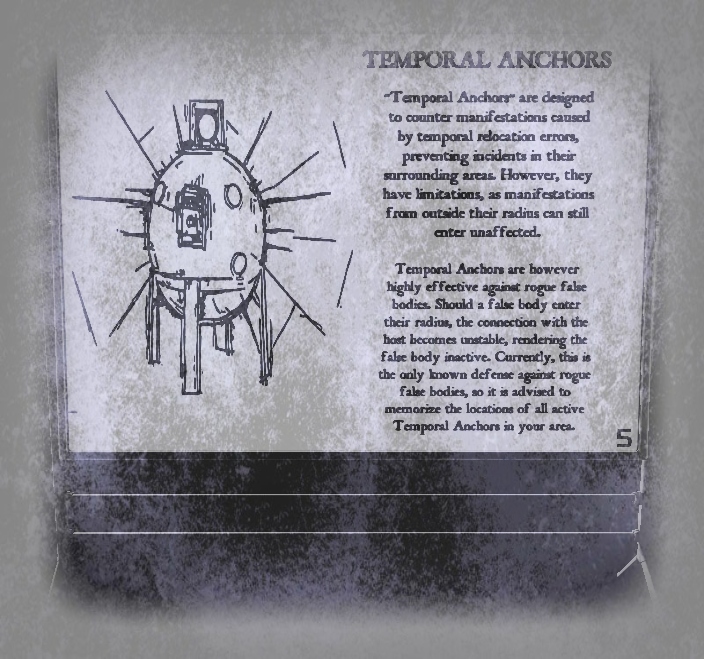 TEMPORAL ANCHORS
"Temporal Anchors" are designed
to counter manifestations caused
by temporal relocation errors,
preventing incidents in their
surrounding areas. However, they
have limitations, as manifestations
from outside their radius can still
enter unaffected.
Temporal Anchors are however
highly effective against rogue false
bodies. Should a false body enter
their radius, the connection with the
host becomes unstable, rendering the
false body inactive. Currently, this is
the only known defense against rogue
false bodies, so it is advised to
memorize the locations of all active
Temporal Anchors in your area.
5